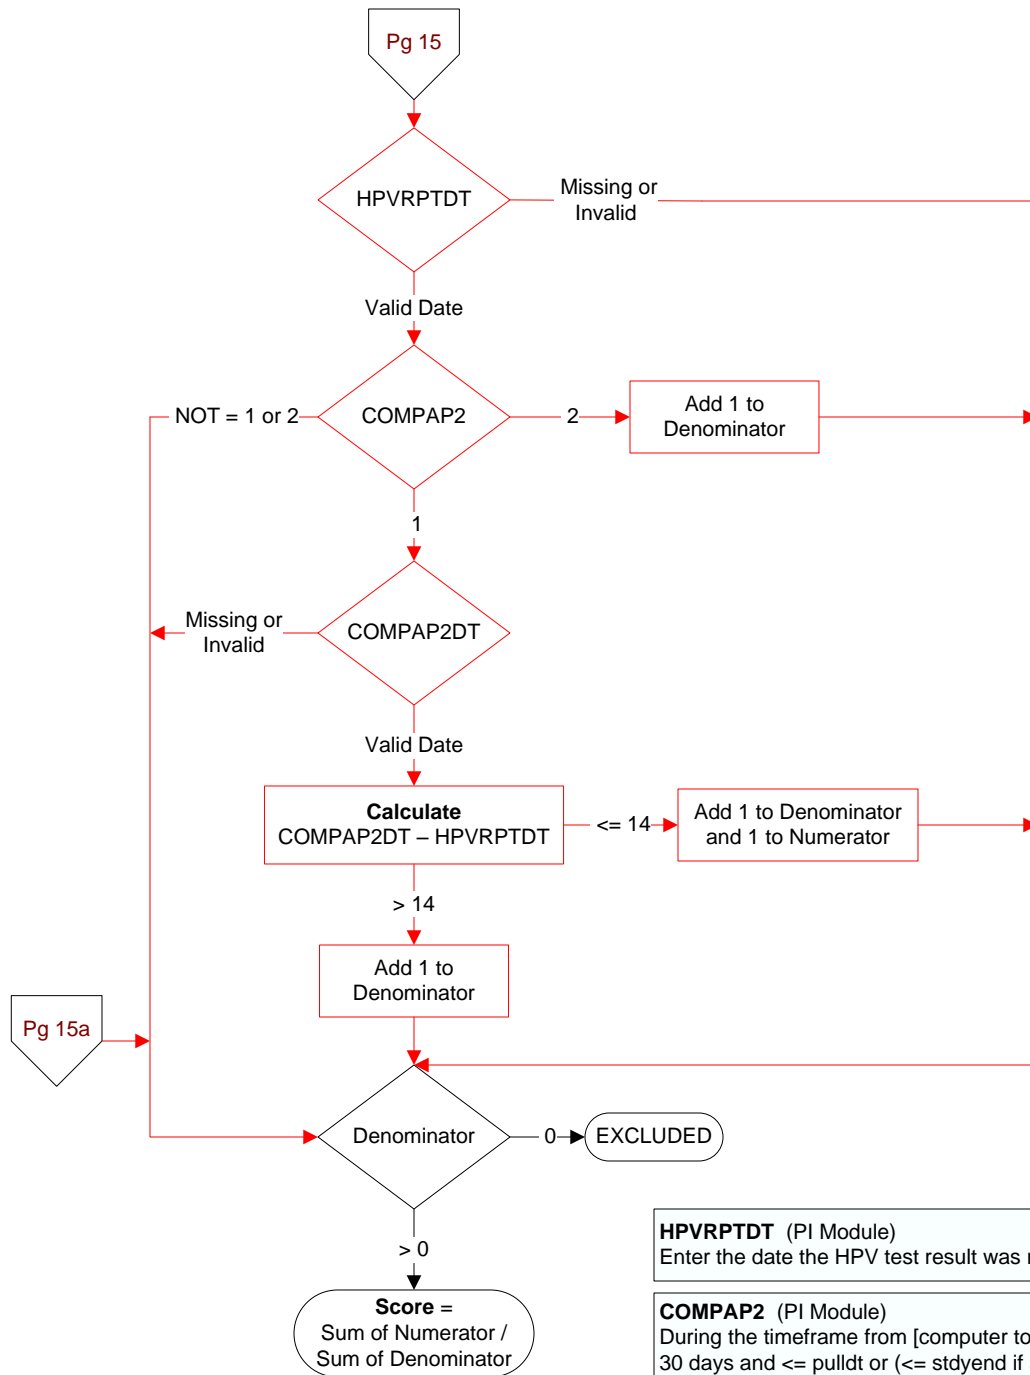 Pg 15
HPVRPTDT
Missing or
Invalid
Valid Date
NOT = 1 or 2
COMPAP2
2
Add 1 to
Denominator
1
Missing or
Invalid
COMPAP2DT
Valid Date
Calculate
COMPAP2DT – HPVRPTDT
<= 14
Add 1 to Denominator
and 1 to Numerator
> 14
Add 1 to
Denominator
Pg 15a
Denominator
0
EXCLUDED
> 0
Score =
Sum of Numerator /
Sum of Denominator
HPVRPTDT (PI Module)
Enter the date the HPV test result was
COMPAP2 (PI Module)
During the timeframe from [computer to
30 days and <= pulldt or (<= stdyend if